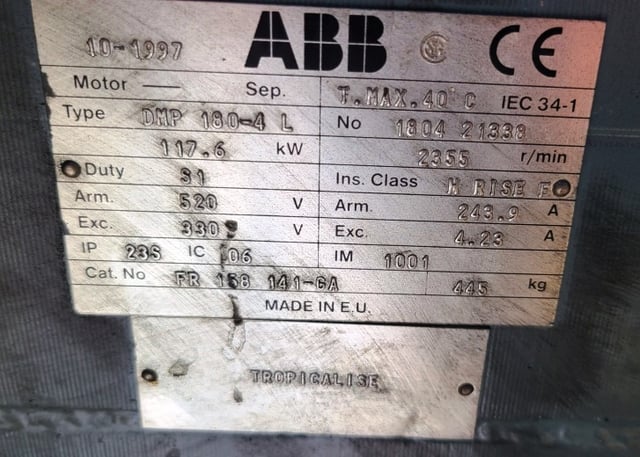 10-1997 ABB CE
Motor — Sep. T.MAX.40°C IEC 34-1
Type DMP 180-4 L No 1804 21338
117.6 kW 2355 r/min
Duty S1 Ins. Class H RISE F
Arm. 520 V Arm. 243.9 A
Exc. 330 V Exc. 4.23 A
IP 23S IC 06 IM 1001
Cat. No FR 158 141-GA 445 kg
MADE IN E.U.
TROPICALISE